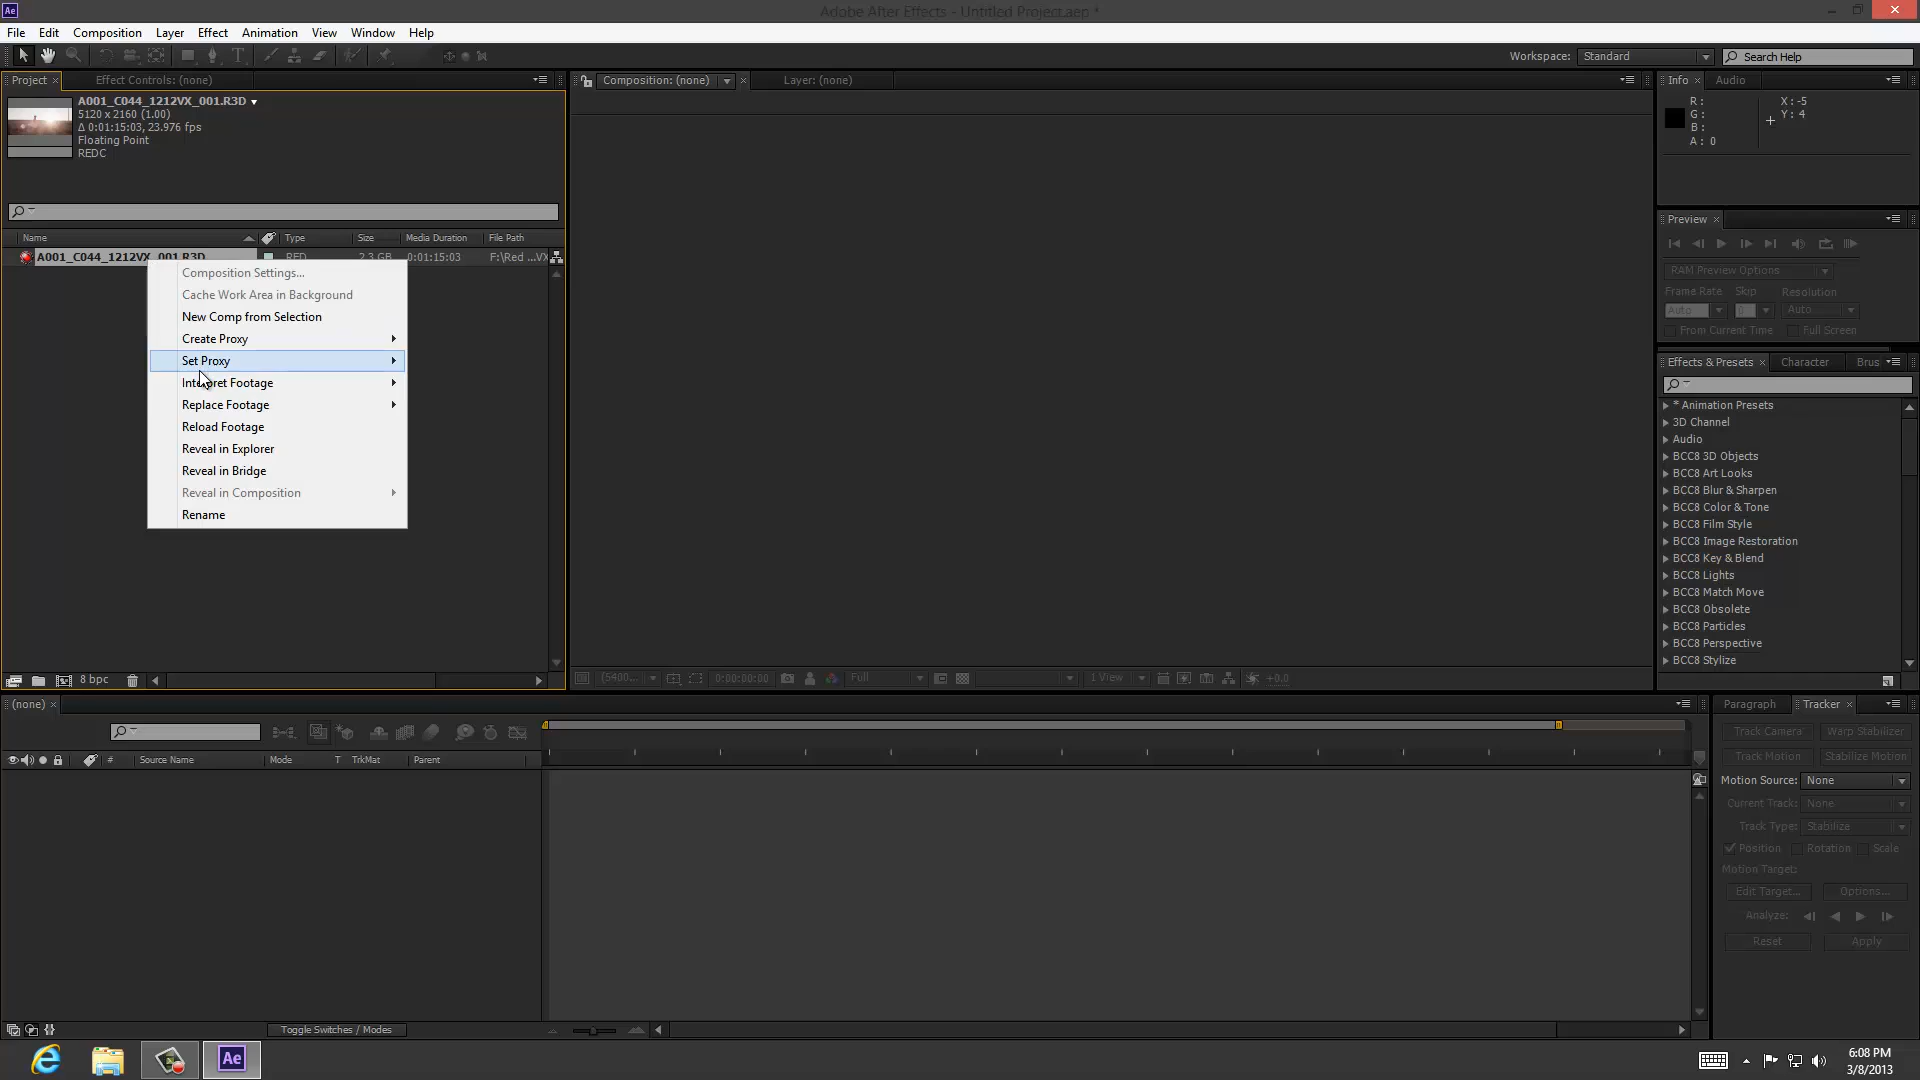 Ae
Adobe After Effects - Untitled Project.aep *
File Edit Composition Layer Effect Animation View Window Help
Workspace: Standard Search Help
Project × Effect Controls: (none) Composition: (none) × Layer: (none) Info × Audio
A001_C044_1212VX_001.R3D
5120 x 2160 (1.00)
Δ 0:01:15:03, 23.976 fps
Floating Point
REDC
R :
G :
B :
A : 0
X : -5
Y : 4
Preview ×
Name Type Size Media Duration File Path
A001_C044_1212VX_001.R3D RED 2.3 GB 0:01:15:03 F:\Red ...VX
Composition Settings...
Cache Work Area in Background
New Comp from Selection
Create Proxy
Set Proxy
Interpret Footage
Replace Footage
Reload Footage
Reveal in Explorer
Reveal in Bridge
Reveal in Composition
Rename
RAM Preview Options
Frame Rate Skip Resolution
Auto 0 Auto
From Current Time Full Screen
Effects & Presets × Character Brus
* Animation Presets
3D Channel
Audio
BCC8 3D Objects
BCC8 Art Looks
BCC8 Blur & Sharpen
BCC8 Color & Tone
BCC8 Film Style
BCC8 Image Restoration
BCC8 Key & Blend
BCC8 Lights
BCC8 Match Move
BCC8 Obsolete
BCC8 Particles
BCC8 Perspective
BCC8 Stylize
8 bpc
(5400... 0:00:00:00 Full 1 View +0.0
(none) ×
# Source Name Mode T TrkMat Parent
Toggle Switches / Modes
Paragraph Tracker ×
Track Camera Warp Stabilizer
Track Motion Stabilize Motion
Motion Source: None
Current Track: None
Track Type: Stabilize
Position Rotation Scale
Motion Target:
Edit Target... Options...
Analyze:
Reset Apply
Ae
6:08 PM
3/8/2013